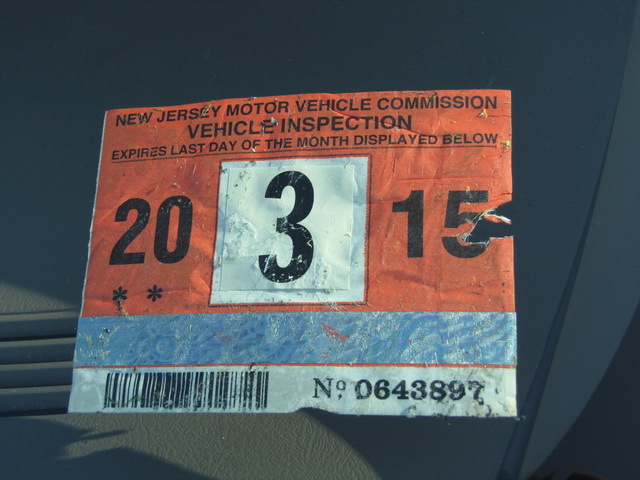 NEW JERSEY MOTOR VEHICLE COMMISSION
VEHICLE INSPECTION
EXPIRES LAST DAY OF THE MONTH DISPLAYED BELOW
20 3 15
**
Nº 0643897